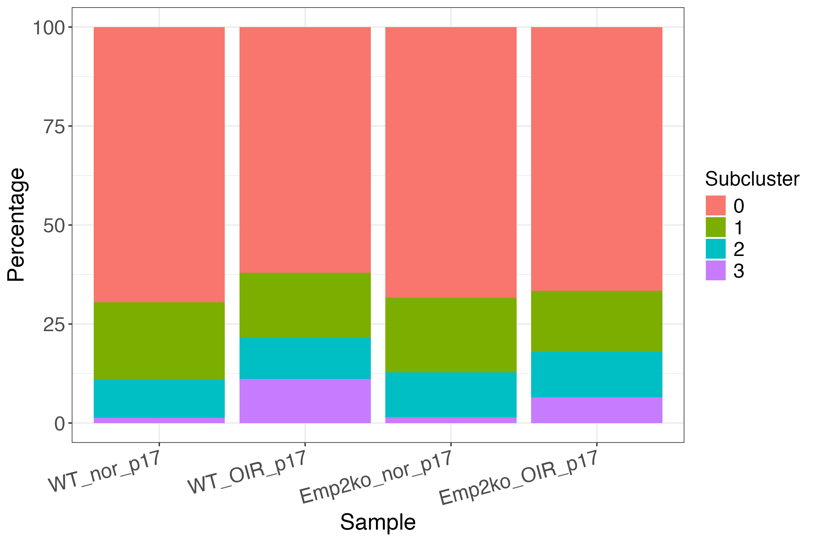 100
75
50
25
0
Percentage
WT_nor_p17
WT_OIR_p17
Emp2ko_nor_p17
Emp2ko_OIR_p17
Sample
Subcluster
0
1
2
3